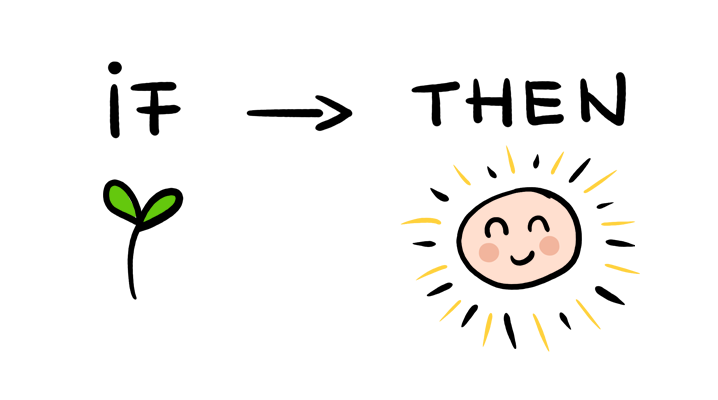 iF → THEN